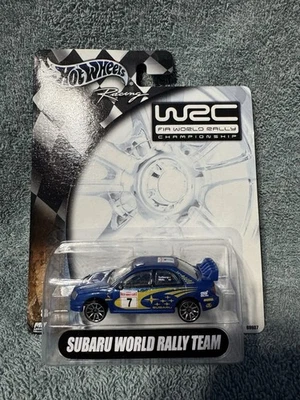 Hot Wheels
Racing
WRC
FIA WORLD RALLY
CHAMPIONSHIP
7
SUBARU WORLD RALLY TEAM